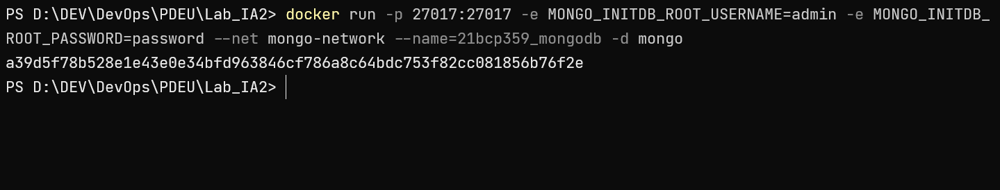 PS D:\DEV\DevOps\PDEU\Lab_IA2> docker run -p 27017:27017 -e MONGO_INITDB_ROOT_USERNAME=admin -e MONGO_INITDB_
ROOT_PASSWORD=password --net mongo-network --name=21bcp359_mongodb -d mongo
a39d5f78b528e1e43e0e34bfd963846cf786a8c64bdc753f82cc081856b76f2e
PS D:\DEV\DevOps\PDEU\Lab_IA2>